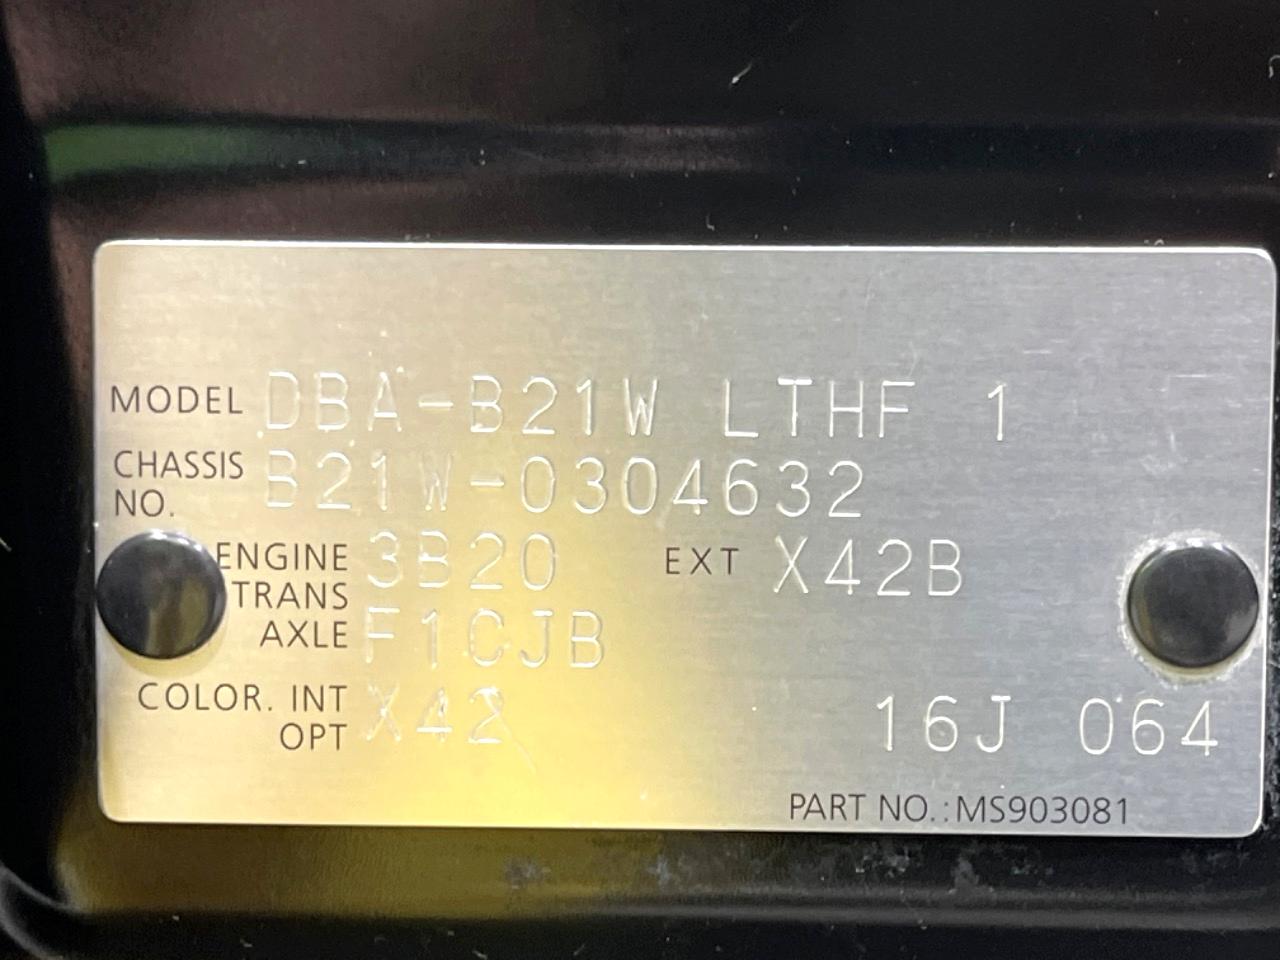 MODEL DBA-B21W LTHF 1
CHASSIS NO. B21W-0304632
ENGINE 3B20 EXT X42B
TRANS AXLE F1CJB
COLOR. INT X42 16J 064
OPT
PART NO.:MS903081